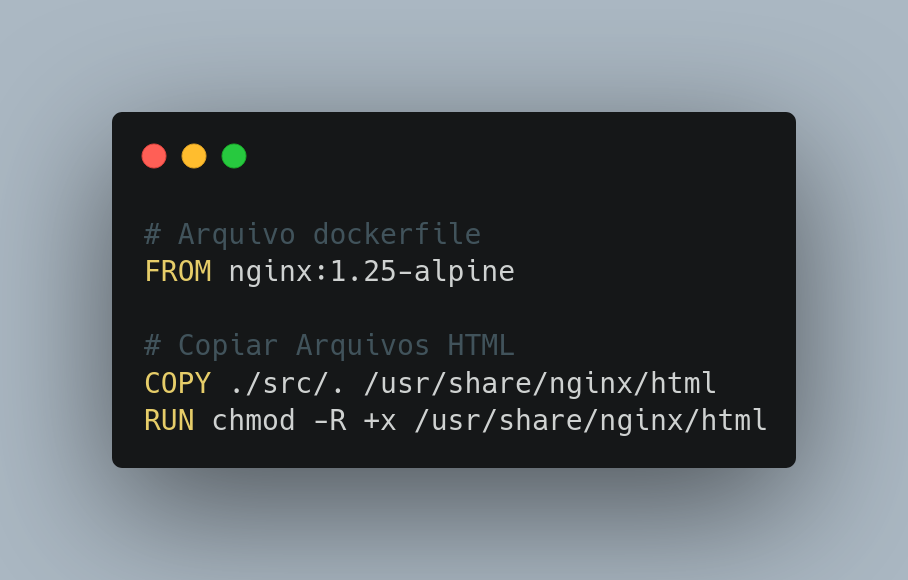 # Arquivo dockerfile
FROM nginx:1.25-alpine
# Copiar Arquivos HTML
COPY ./src/. /usr/share/nginx/html
RUN chmod -R +x /usr/share/nginx/html